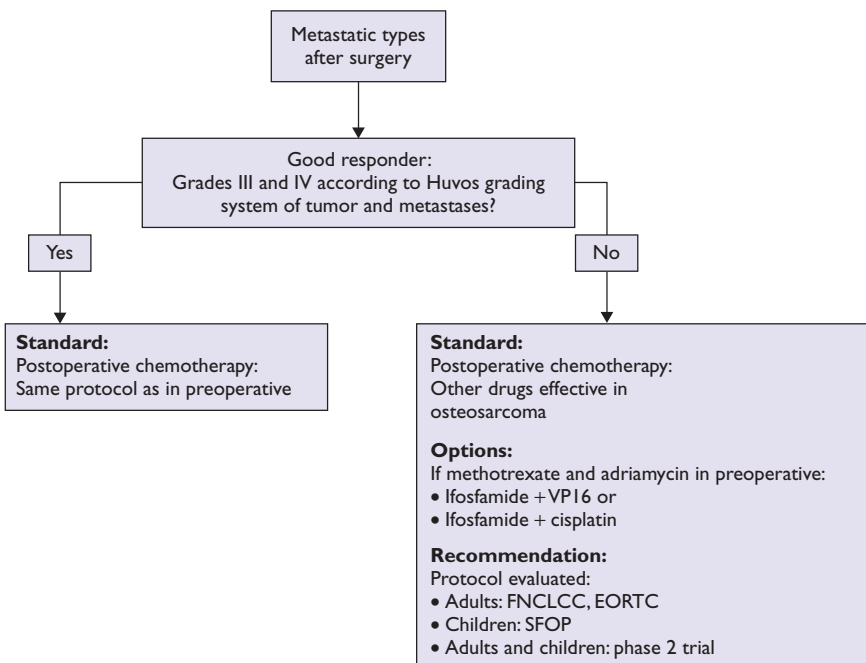 Metastatic types
after surgery
Good responder:
Grades III and IV according to Huvos grading
system of tumor and metastases?
Yes
No
Standard:
Postoperative chemotherapy:
Same protocol as in preoperative
Standard:
Postoperative chemotherapy:
Other drugs effective in
osteosarcoma
Options:
If methotrexate and adriamycin in preoperative:
• Ifosfamide + VP16 or
• Ifosfamide + cisplatin
Recommendation:
Protocol evaluated:
• Adults: FNCLCC, EORTC
• Children: SFOP
• Adults and children: phase 2 trial